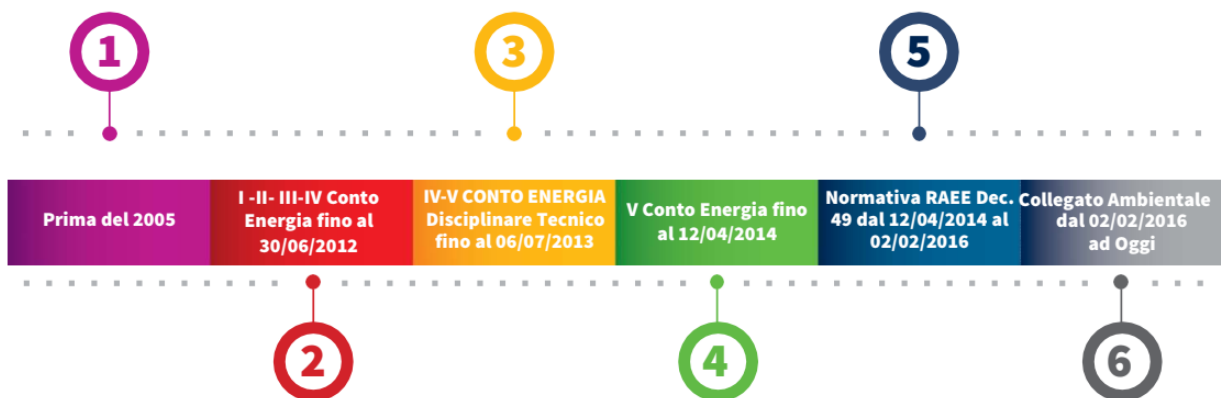 1
3
5
Prima del 2005
I -II- III-IV Conto
Energia fino al
30/06/2012
IV-V CONTO ENERGIA
Disciplinare Tecnico
fino al 06/07/2013
V Conto Energia fino
al 12/04/2014
Normativa RAEE Dec.
49 dal 12/04/2014 al
02/02/2016
Collegato Ambientale
dal 02/02/2016
ad Oggi
2
4
6